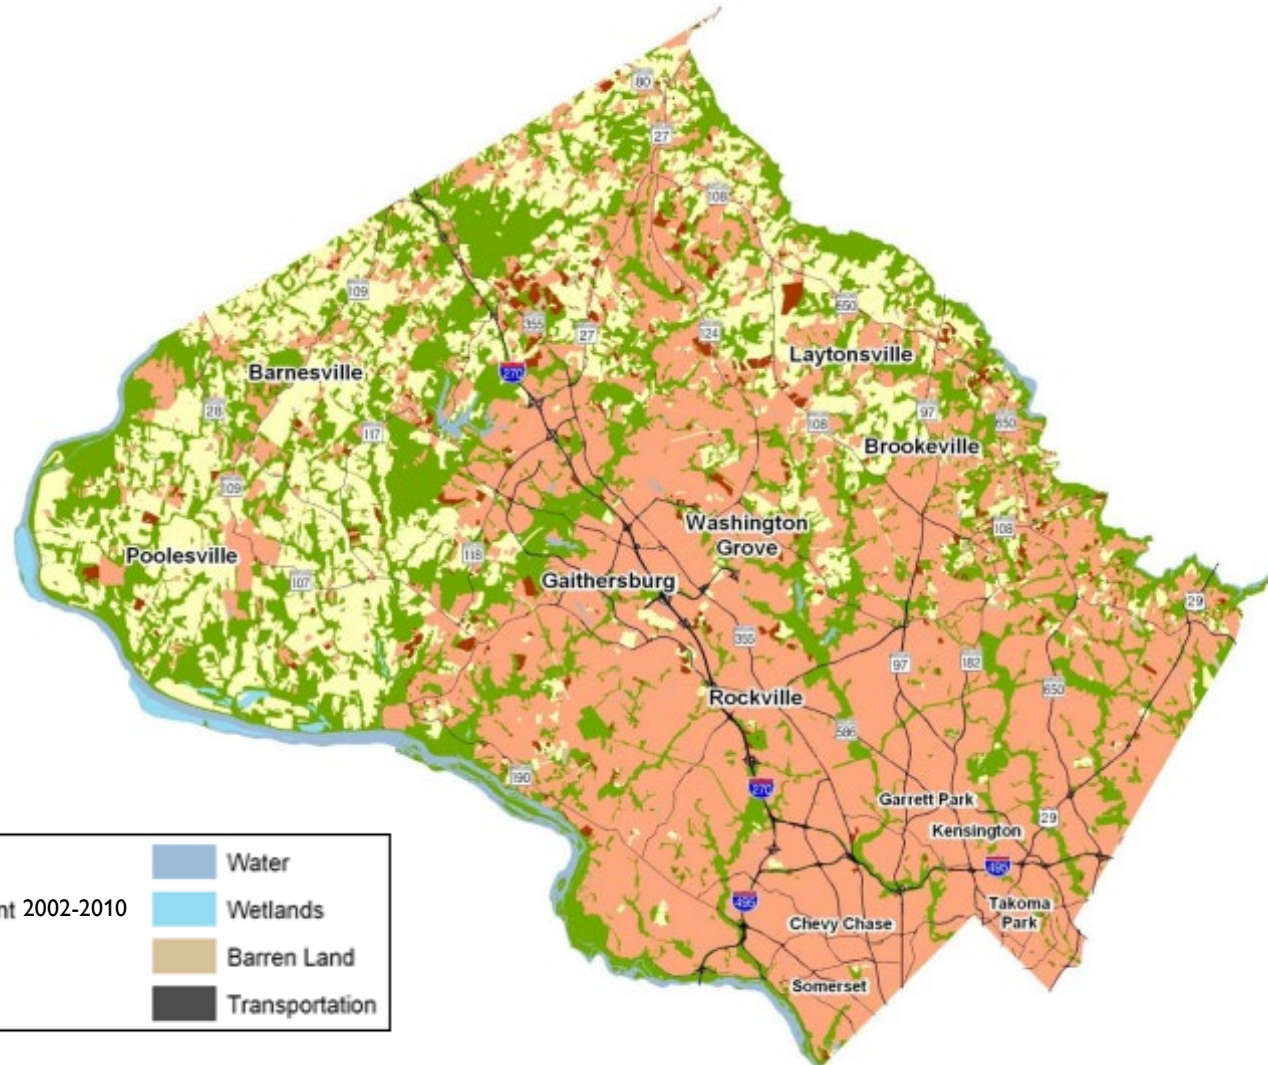 80
27
108
109
355
27
124
650
Laytonsville
Barnesville
270
28
117
108
97
650
Brookeville
109
Washington
Grove
108
Poolesville
118
107
Gaithersburg
29
355
97
182
650
Rockville
586
190
270
Garrett Park
29
Kensington
495
495
Takoma
Park
Chevy Chase
Somerset
Water
2002-2010
Wetlands
Barren Land
Transportation